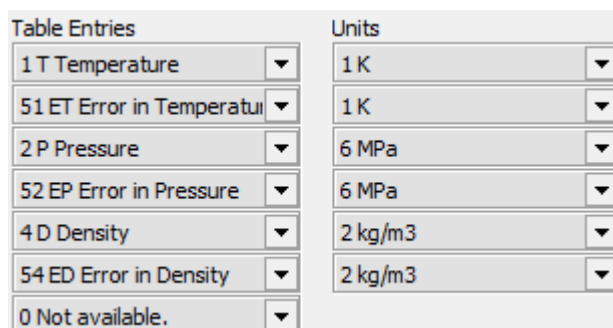 Table Entries Units
1 T Temperature 1 K
51 ET Error in Temperatur 1 K
2 P Pressure 6 MPa
52 EP Error in Pressure 6 MPa
4 D Density 2 kg/m3
54 ED Error in Density 2 kg/m3
0 Not available.